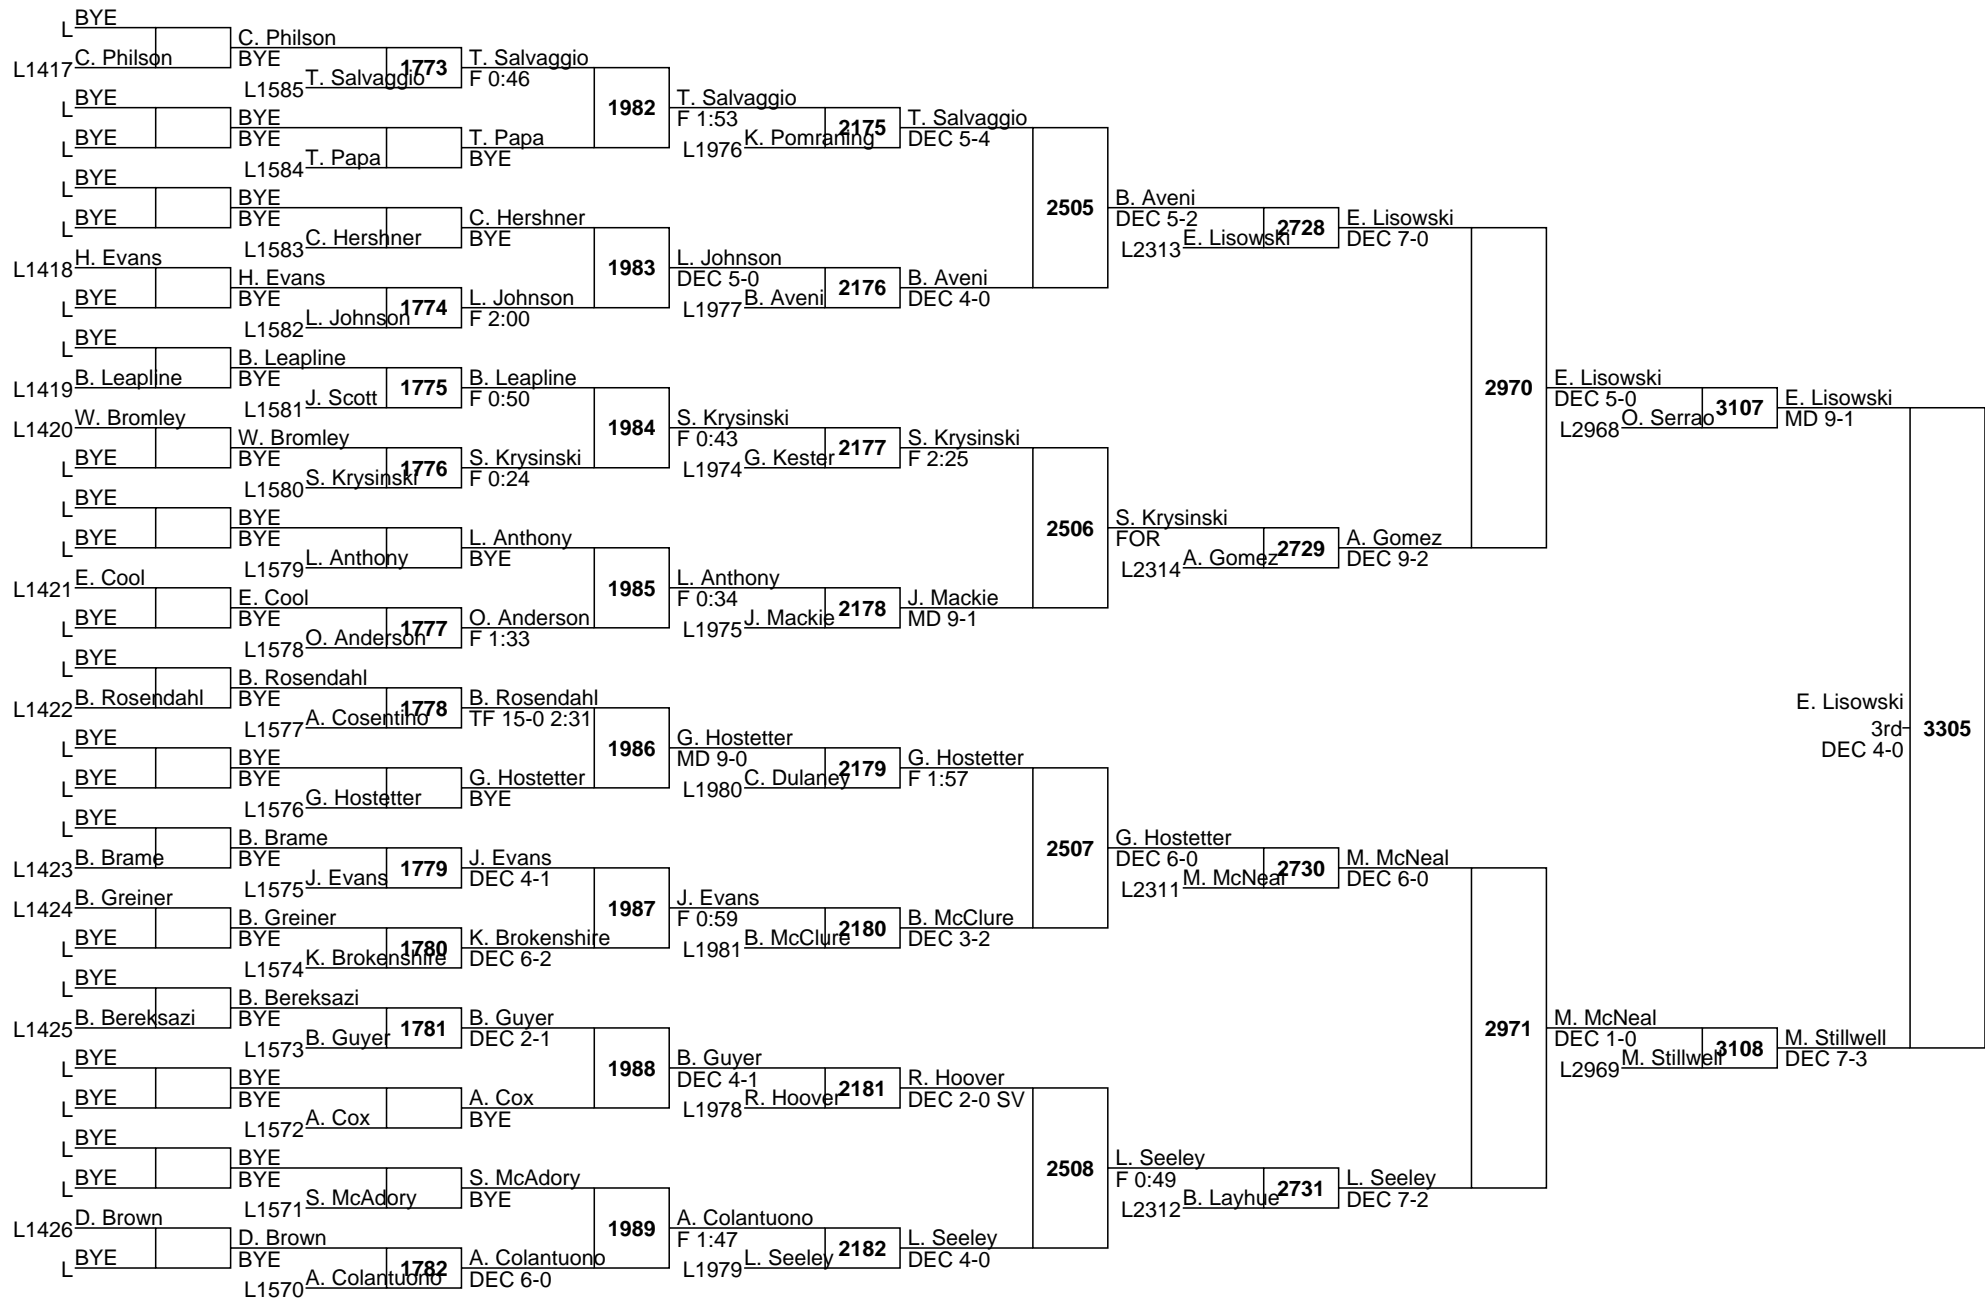 BYE
L
L1417 C. Philson
C. Philson
BYE
L1585 T. Salvaggio
1773
T. Salvaggio
F 0:46
L BYE
L BYE
BYE
BYE
L1584 T. Papa
T. Papa
BYE
1982
T. Salvaggio
F 1:53
L1976 K. Pomraning
2175
T. Salvaggio
DEC 5-4
L BYE
L BYE
BYE
BYE
L1583 C. Hershner
C. Hershner
BYE
L1418 H. Evans
L BYE
H. Evans
BYE
L1582 L. Johnson
1774
L. Johnson
F 2:00
1983
L. Johnson
DEC 5-0
L1977 B. Aveni
2176
B. Aveni
DEC 4-0
2505
B. Aveni
DEC 5-2
L2313 E. Lisowski
2728
E. Lisowski
DEC 7-0
L BYE
L1419 B. Leapline
B. Leapline
BYE
L1581 J. Scott
1775
B. Leapline
F 0:50
L1420 W. Bromley
L BYE
W. Bromley
BYE
L1580 S. Krysinski
1776
S. Krysinski
F 0:24
1984
S. Krysinski
F 0:43
L1974 G. Kester
2177
S. Krysinski
F 2:25
L BYE
L BYE
BYE
BYE
L1579 L. Anthony
L. Anthony
BYE
L1421 E. Cool
L BYE
E. Cool
BYE
L1578 O. Anderson
1777
O. Anderson
F 1:33
1985
L. Anthony
F 0:34
L1975 J. Mackie
2178
J. Mackie
MD 9-1
2506
S. Krysinski
FOR
L2314 A. Gomez
2729
A. Gomez
DEC 9-2
2970
E. Lisowski
DEC 5-0
L2968 O. Serrao
3107
E. Lisowski
MD 9-1
L BYE
L1422 B. Rosendahl
B. Rosendahl
BYE
L1577 A. Cosentino
1778
B. Rosendahl
TF 15-0 2:31
L BYE
L BYE
BYE
BYE
L1576 G. Hostetter
G. Hostetter
BYE
1986
G. Hostetter
MD 9-0
L1980 C. Dulaney
2179
G. Hostetter
F 1:57
L BYE
L1423 B. Brame
B. Brame
BYE
L1575 J. Evans
1779
J. Evans
DEC 4-1
L1424 B. Greiner
L BYE
B. Greiner
BYE
L1574 K. Brokenshire
1780
K. Brokenshire
DEC 6-2
1987
J. Evans
F 0:59
L1981 B. McClure
2180
B. McClure
DEC 3-2
2507
G. Hostetter
DEC 6-0
L2311 M. McNeal
2730
M. McNeal
DEC 6-0
L BYE
L1425 B. Bereksazi
B. Bereksazi
BYE
L1573 B. Guyer
1781
B. Guyer
DEC 2-1
L BYE
L BYE
BYE
BYE
L1572 A. Cox
A. Cox
BYE
1988
B. Guyer
DEC 4-1
L1978 R. Hoover
2181
R. Hoover
DEC 2-0 SV
L BYE
L BYE
BYE
BYE
L1571 S. McAdory
S. McAdory
BYE
L1426 D. Brown
L BYE
D. Brown
BYE
L1570 A. Colantuono
1782
A. Colantuono
DEC 6-0
1989
A. Colantuono
F 1:47
L1979 L. Seeley
2182
L. Seeley
DEC 4-0
2508
L. Seeley
F 0:49
L2312 B. Layhue
2731
L. Seeley
DEC 7-2
2971
M. McNeal
DEC 1-0
L2969 M. Stillwell
3108
M. Stillwell
DEC 7-3
E. Lisowski
3rd
DEC 4-0
3305